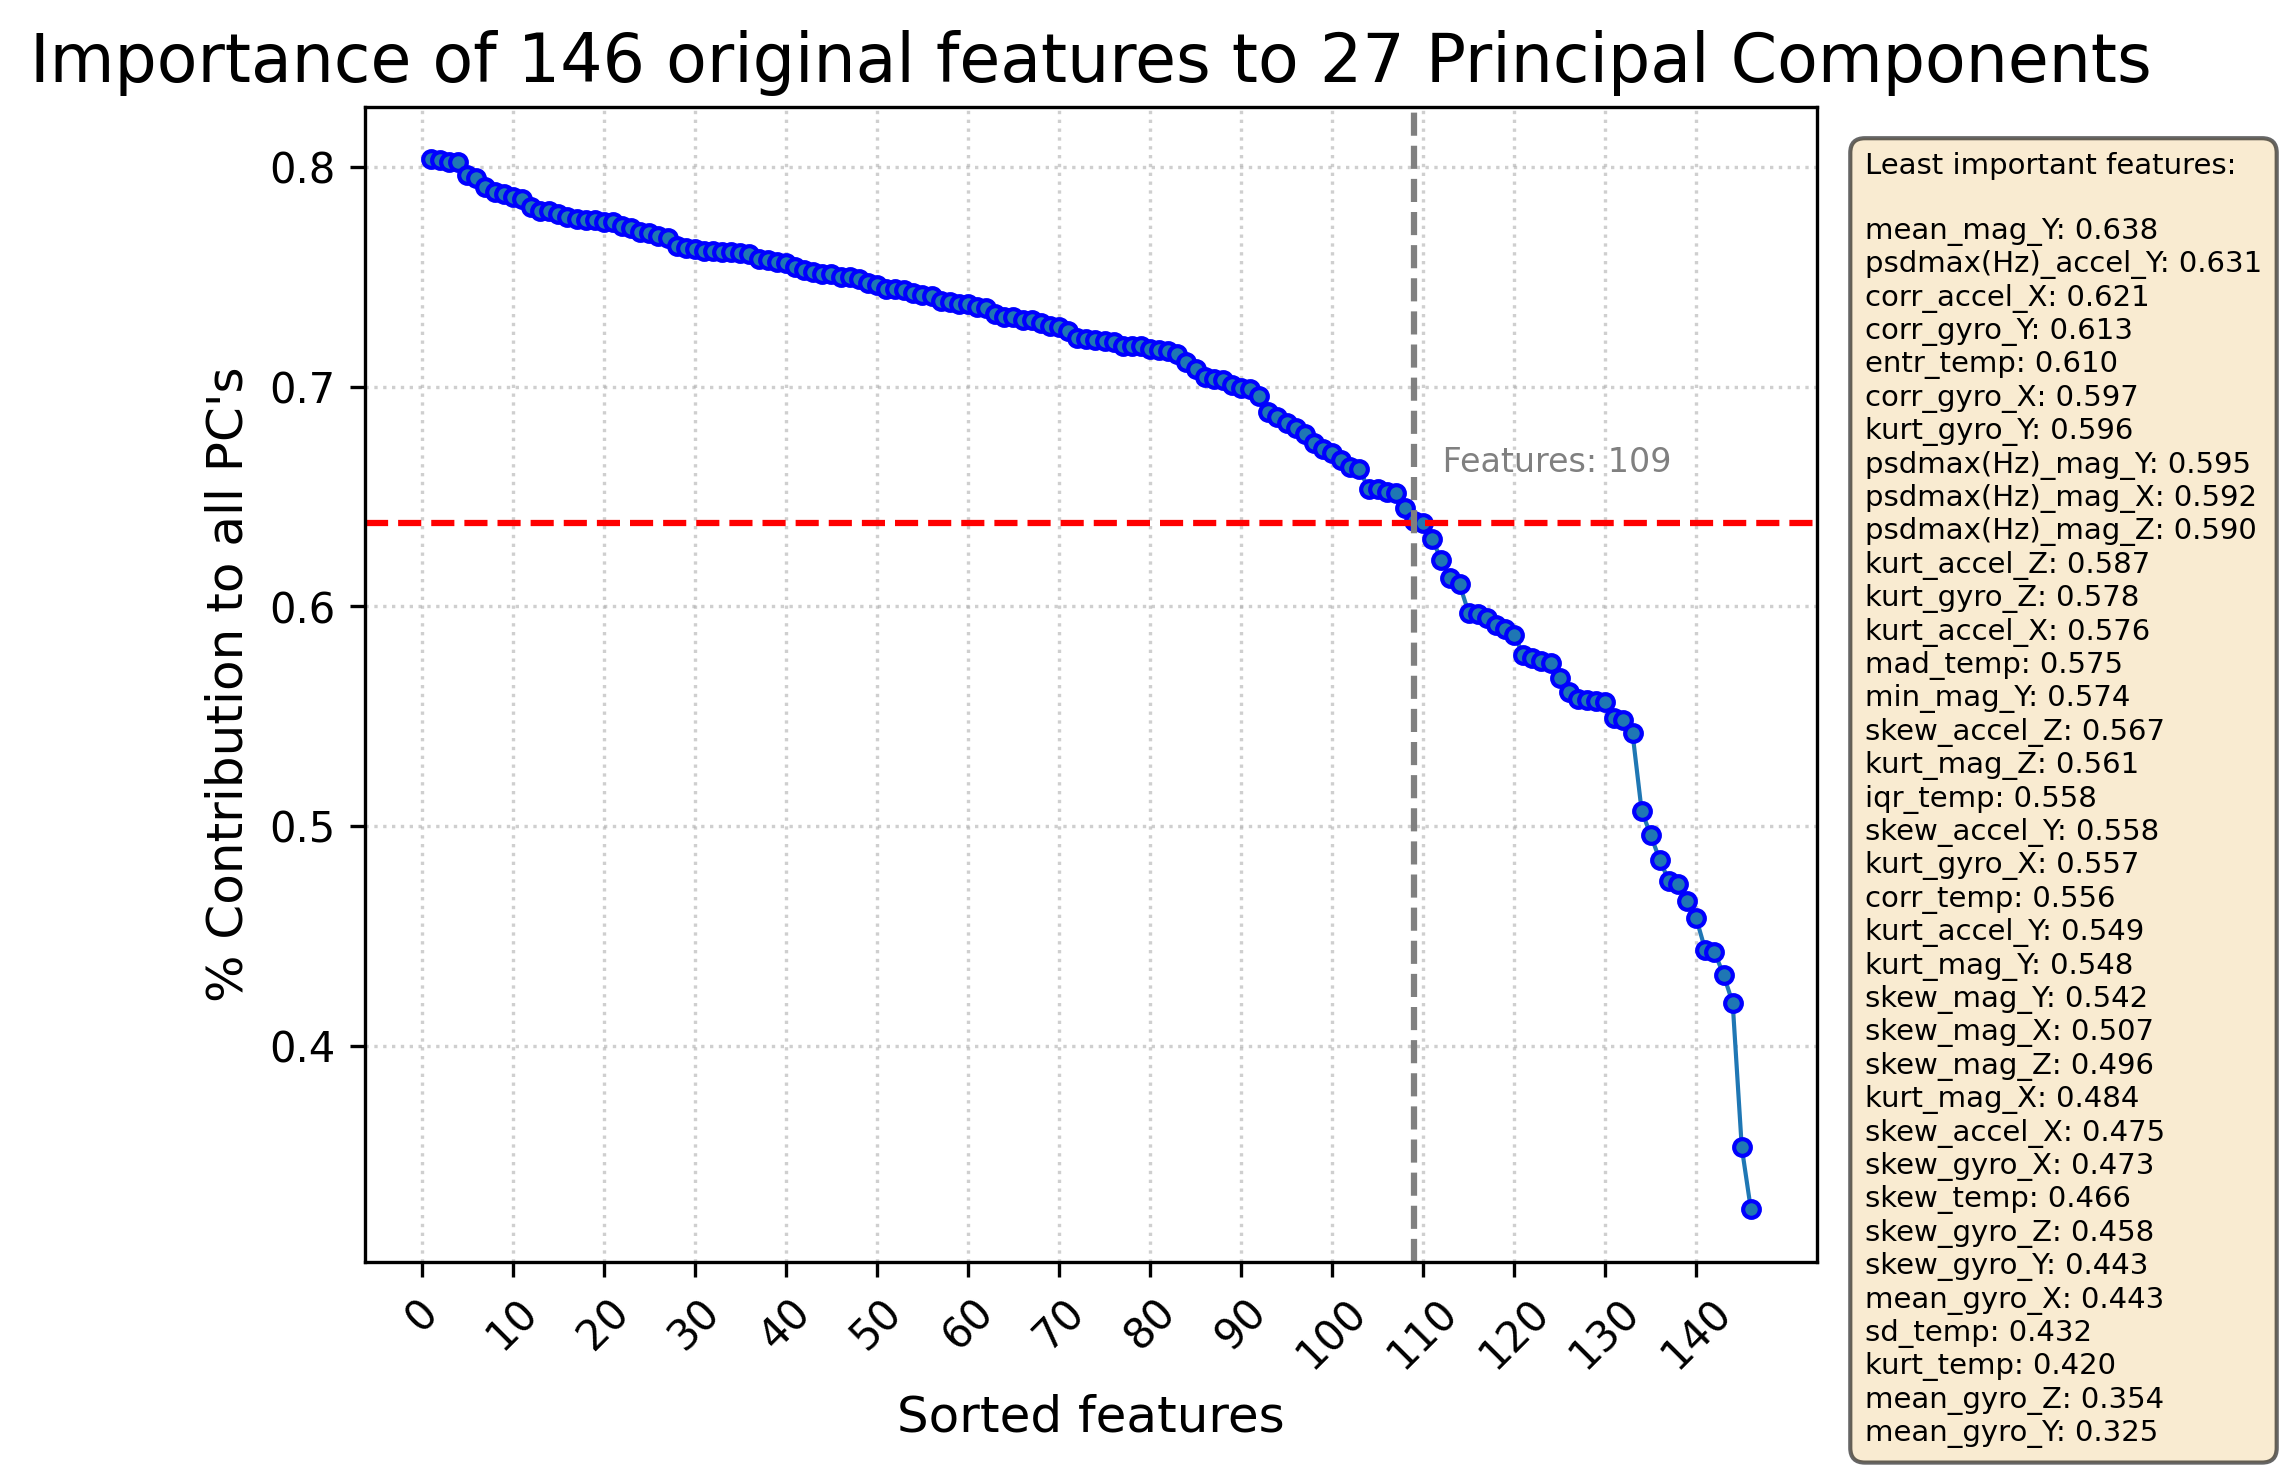 Importance of 146 original features to 27 Principal Components
% Contribution to all PC's
0.8
0.7
0.6
0.5
0.4
Features: 109
0
10
20
30
40
50
60
70
80
90
100
110
120
130
140
Sorted features
Least important features:
mean_mag_Y: 0.638
psdmax(Hz)_accel_Y: 0.631
corr_accel_X: 0.621
corr_gyro_Y: 0.613
entr_temp: 0.610
corr_gyro_X: 0.597
kurt_gyro_Y: 0.596
psdmax(Hz)_mag_Y: 0.595
psdmax(Hz)_mag_X: 0.592
psdmax(Hz)_mag_Z: 0.590
kurt_accel_Z: 0.587
kurt_gyro_Z: 0.578
kurt_accel_X: 0.576
mad_temp: 0.575
min_mag_Y: 0.574
skew_accel_Z: 0.567
kurt_mag_Z: 0.561
iqr_temp: 0.558
skew_accel_Y: 0.558
kurt_gyro_X: 0.557
corr_temp: 0.556
kurt_accel_Y: 0.549
kurt_mag_Y: 0.548
skew_mag_Y: 0.542
skew_mag_X: 0.507
skew_mag_Z: 0.496
kurt_mag_X: 0.484
skew_accel_X: 0.475
skew_gyro_X: 0.473
skew_temp: 0.466
skew_gyro_Z: 0.458
skew_gyro_Y: 0.443
mean_gyro_X: 0.443
sd_temp: 0.432
kurt_temp: 0.420
mean_gyro_Z: 0.354
mean_gyro_Y: 0.325